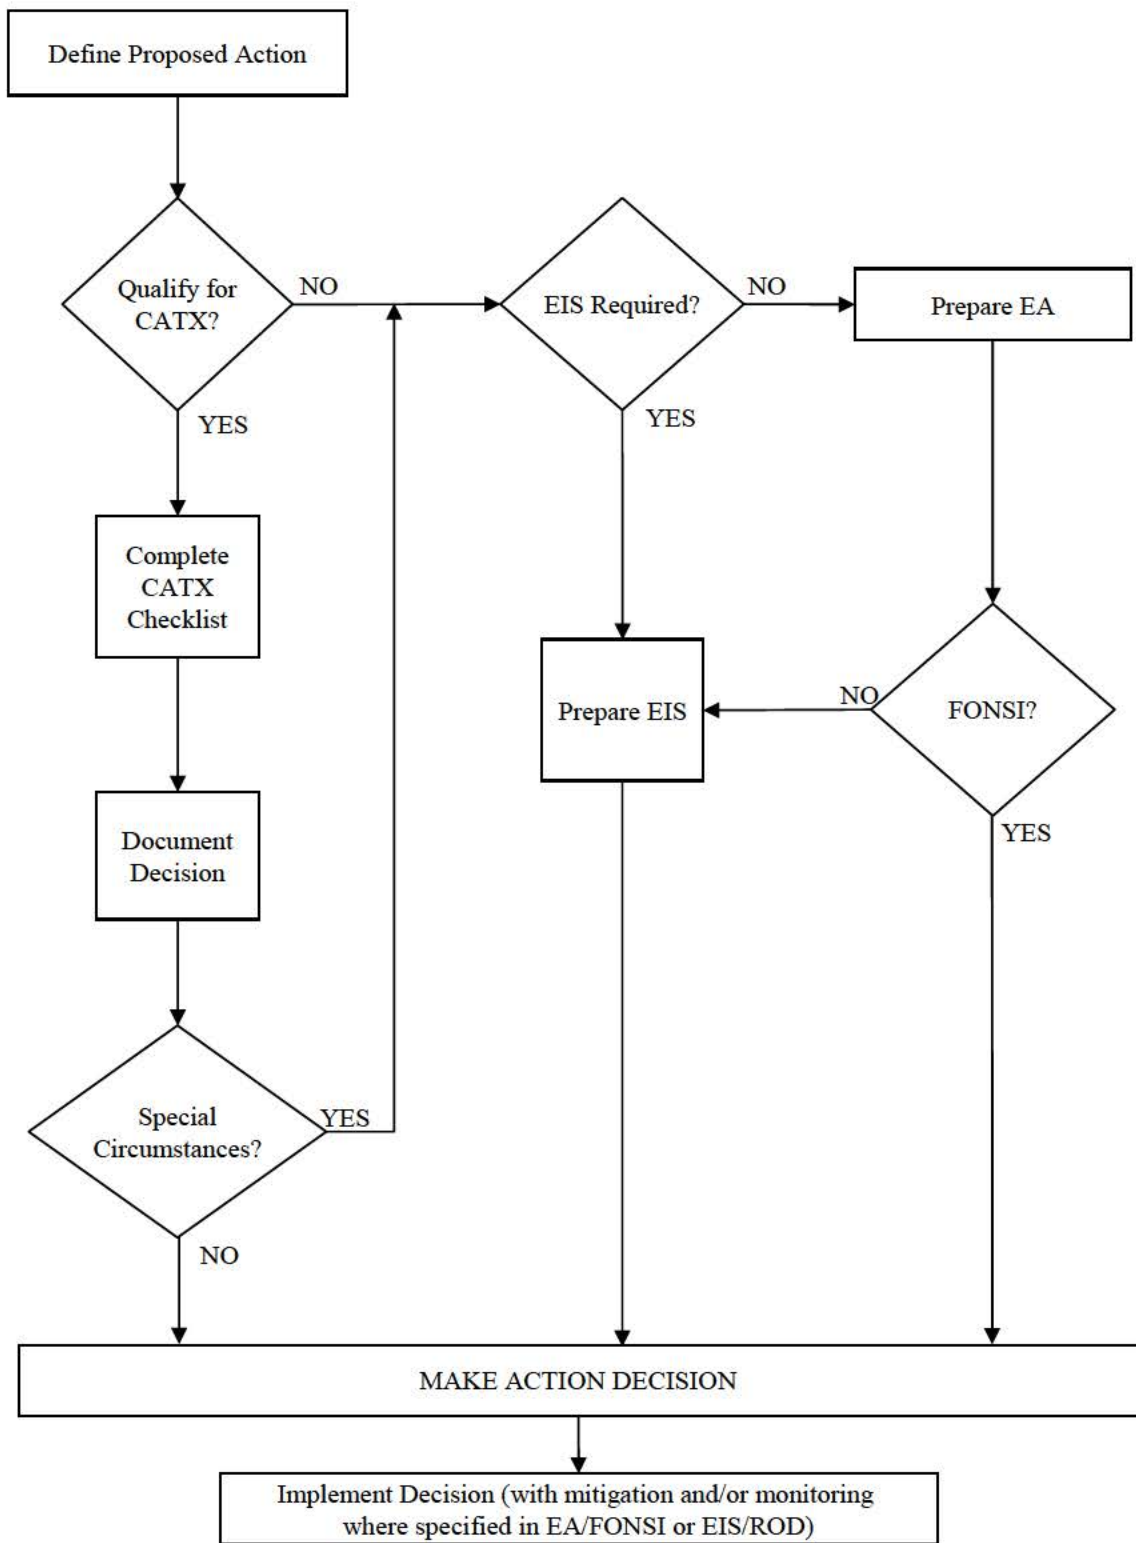 Define Proposed Action
Qualify for
CATX?
NO
EIS Required?
NO
Prepare EA
YES
YES
Complete
CATX
Checklist
Prepare EIS
NO
FONSI?
Document
Decision
YES
Special
Circumstances?
YES
NO
MAKE ACTION DECISION
Implement Decision (with mitigation and/or monitoring
where specified in EA/FONSI or EIS/ROD)